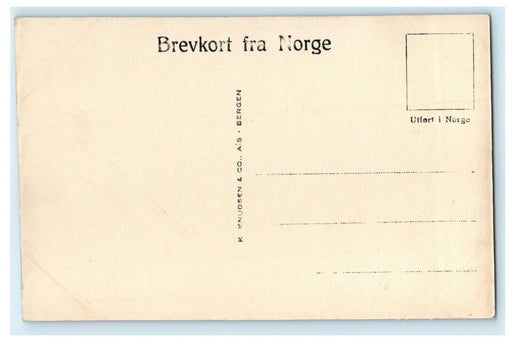 Brevkort fra Norge
Utført i Norge
K. KNUDSEN & CO., A/S - BERGEN